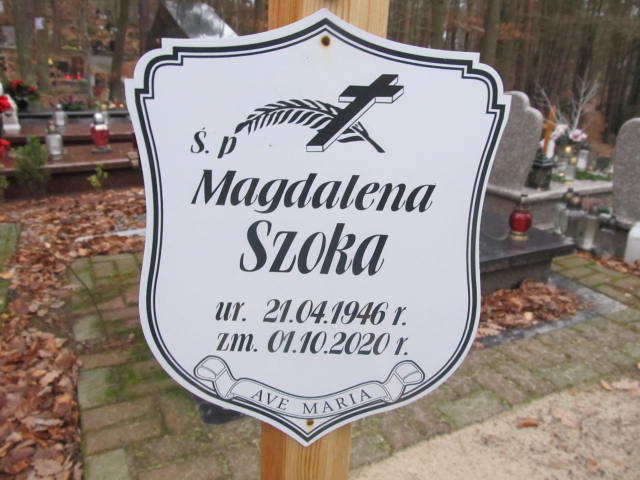 Ś. p
Magdalena
Szoka
ur. 21.04.1946 r.
zm. 01.10.2020 r.
AVE MARIA